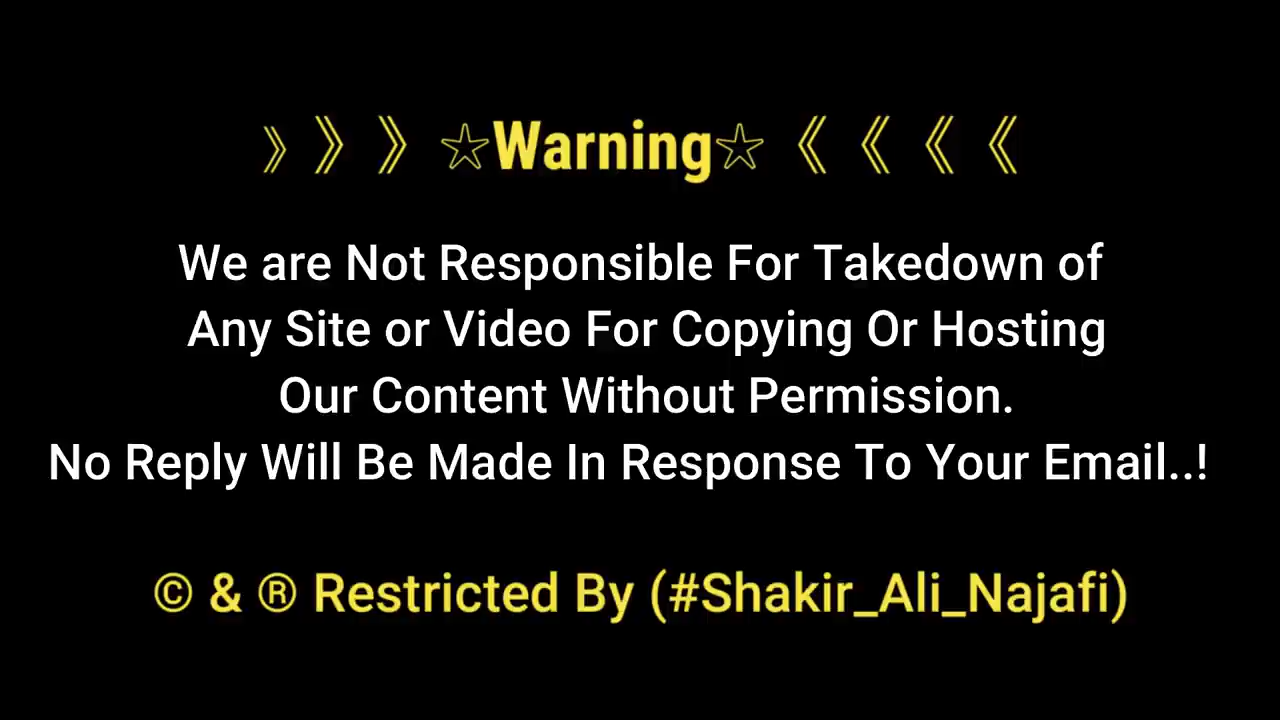 》》》☆Warning☆《《《《
We are Not Responsible For Takedown of
Any Site or Video For Copying Or Hosting
Our Content Without Permission.
No Reply Will Be Made In Response To Your Email..!
© & ® Restricted By (#Shakir_Ali_Najafi)